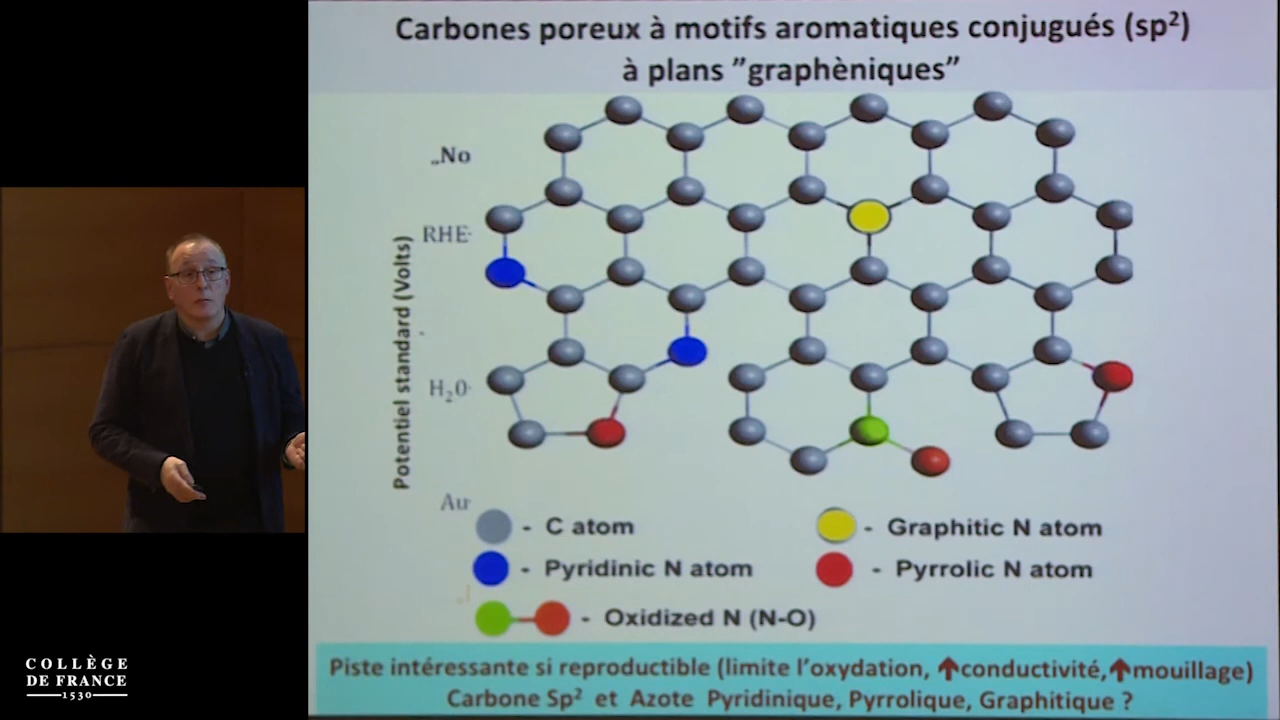 Carbones poreux à motifs aromatiques conjugués (sp²)
à plans ”graphèniques”
No
RHE
Potentiel standard (Volts)
H₂O
Au
- C atom
- Graphitic N atom
- Pyridinic N atom
- Pyrrolic N atom
- Oxidized N (N-O)
Piste intéressante si reproductible (limite l’oxydation, conductivité, mouillage)
Carbone Sp² et Azote Pyridinique, Pyrrolique, Graphitique ?
COLLÈGE
DE FRANCE
1530